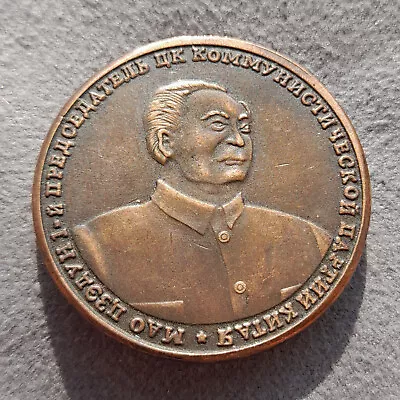 МАО ЦЗЭДУН 1-Й ПРЕДСЕДАТЕЛЬ ЦК КОММУНИСТИЧЕСКОЙ ПАРТИИ КИТАЯ ★